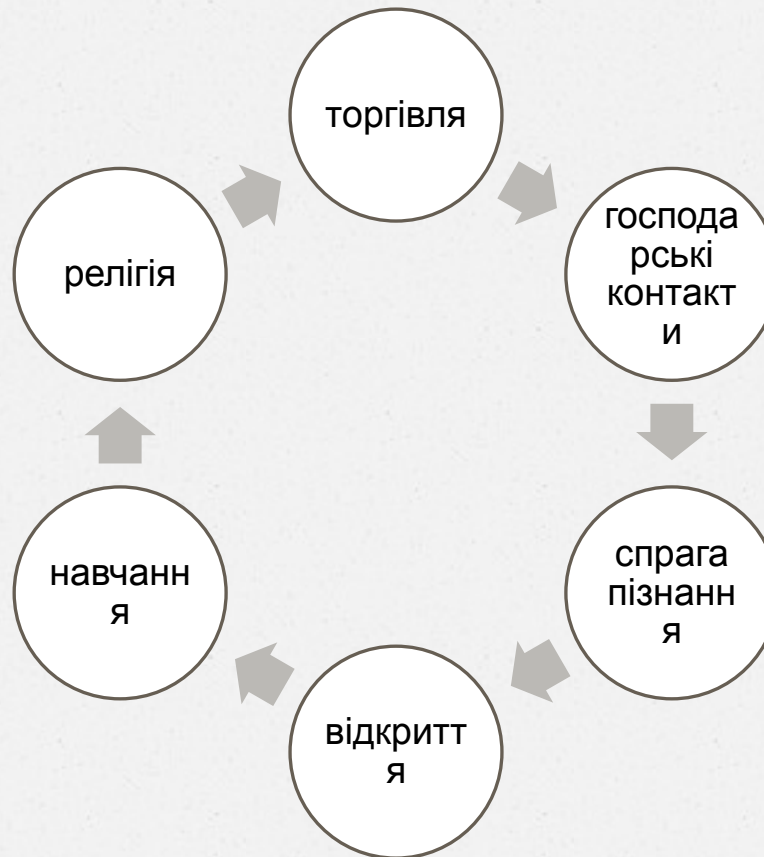 торгівля
господа
рські
контакт
и
спрага
пізнанн
я
відкритт
я
навчанн
я
релігія